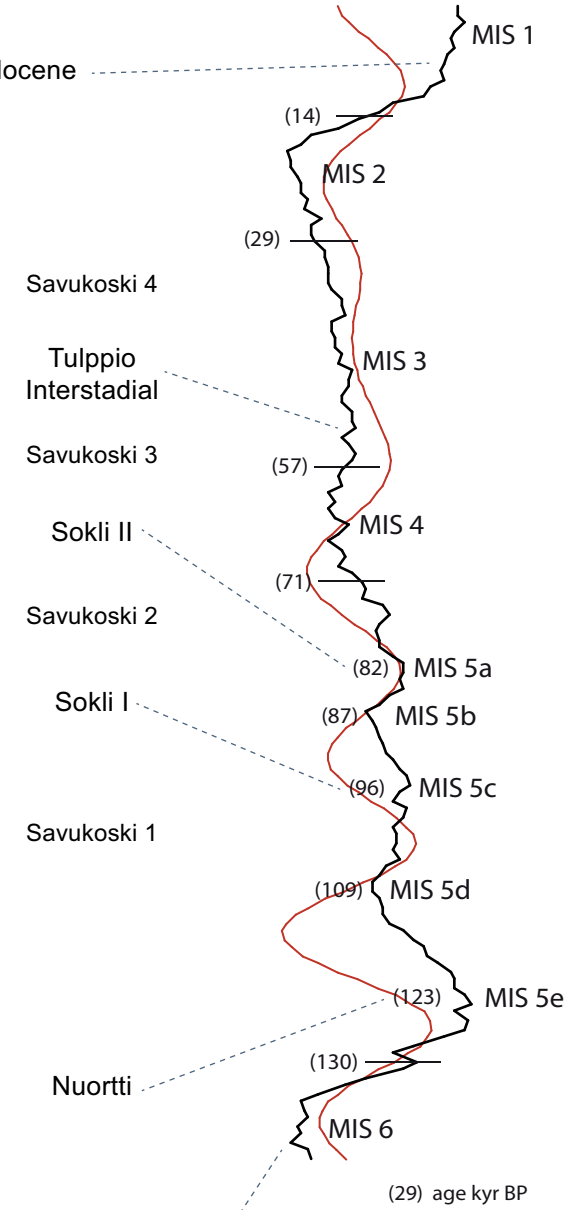 MIS 1
locene
(14)
MIS 2
(29)
Savukoski 4
Tulppio
Interstadial
MIS 3
Savukoski 3
(57)
Sokli II
MIS 4
(71)
Savukoski 2
(82) MIS 5a
Sokli I
(87) MIS 5b
(96) MIS 5c
Savukoski 1
(109) MIS 5d
(123) MIS 5e
(130)
Nuortti
MIS 6
(29) age kyr BP